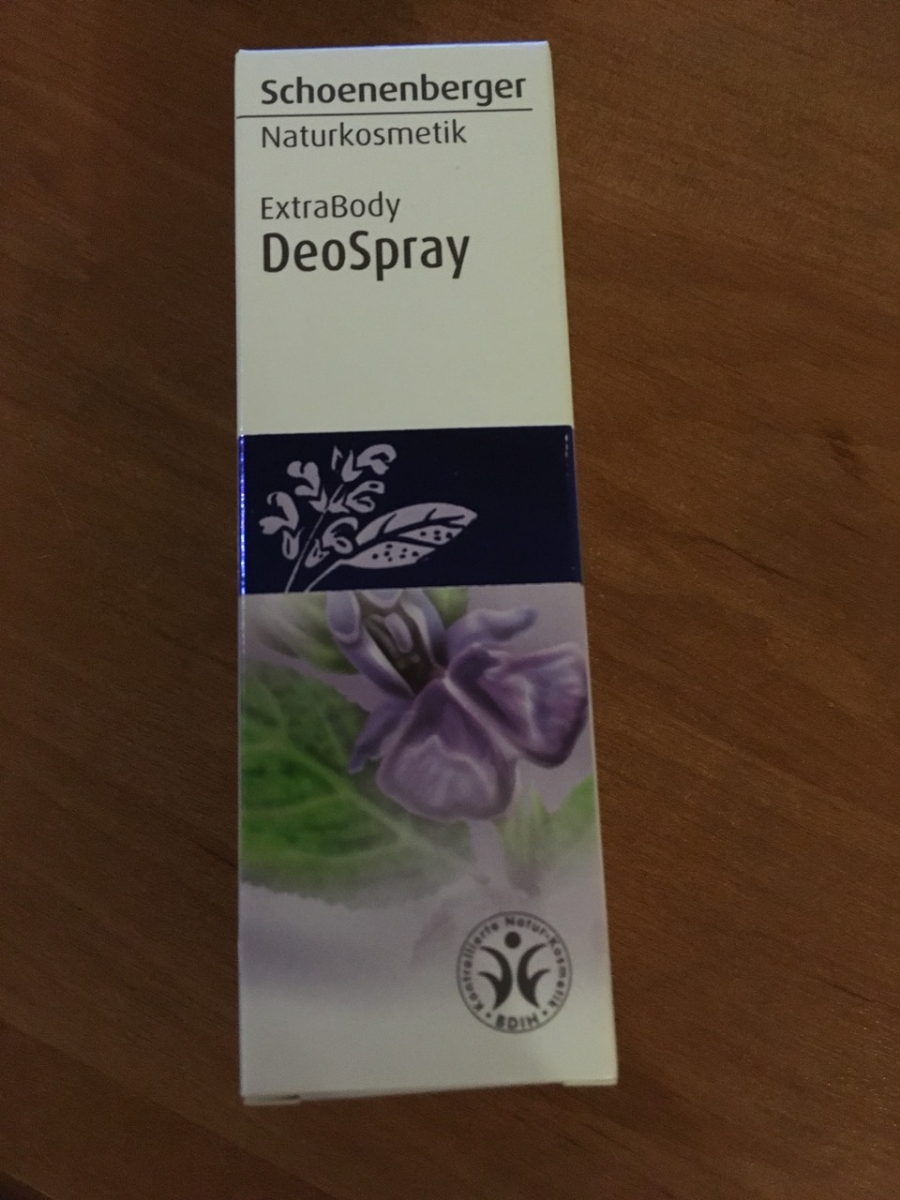 Schoenenberger
Naturkosmetik
ExtraBody
DeoSpray
Kontrollierte Natur-Kosmetik
BDIH